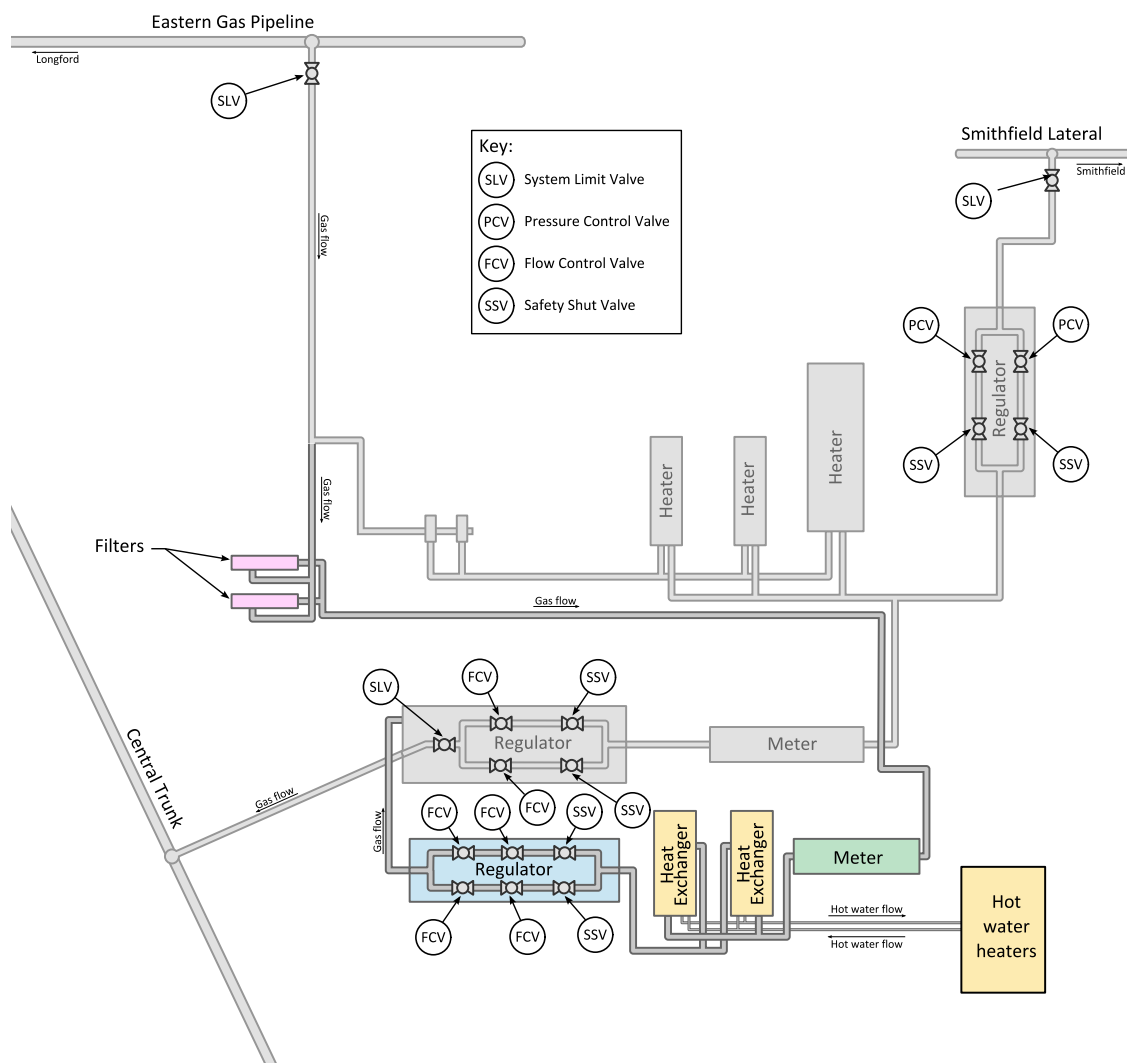 Eastern Gas Pipeline
Longford
SLV
Smithfield Lateral
Smithfield
SLV
Key:
SLV System Limit Valve
PCV Pressure Control Valve
FCV Flow Control Valve
SSV Safety Shut Valve
Gas flow
PCV
PCV
Regulator
SSV
SSV
Heater
Heater
Heater
Gas flow
Filters
Gas flow
SLV
FCV
SSV
Regulator
Meter
FCV
SSV
Central Trunk
Gas flow
Gas flow
FCV
FCV
SSV
Regulator
FCV
FCV
SSV
Heat
Exchanger
Heat
Exchanger
Meter
Hot water flow
Hot water flow
Hot
water
heaters